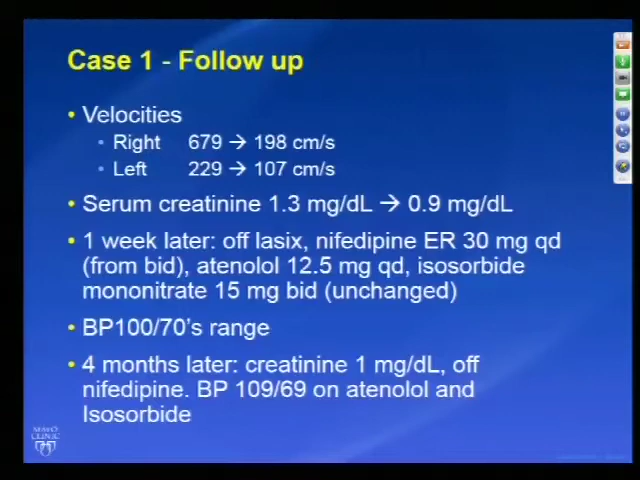 Case 1 - Follow up
• Velocities
• Right 679 → 198 cm/s
• Left 229 → 107 cm/s
• Serum creatinine 1.3 mg/dL → 0.9 mg/dL
• 1 week later: off lasix, nifedipine ER 30 mg qd
(from bid), atenolol 12.5 mg qd, isosorbide
mononitrate 15 mg bid (unchanged)
• BP100/70's range
• 4 months later: creatinine 1 mg/dL, off
nifedipine. BP 109/69 on atenolol and
Isosorbide
MAYO
CLINIC